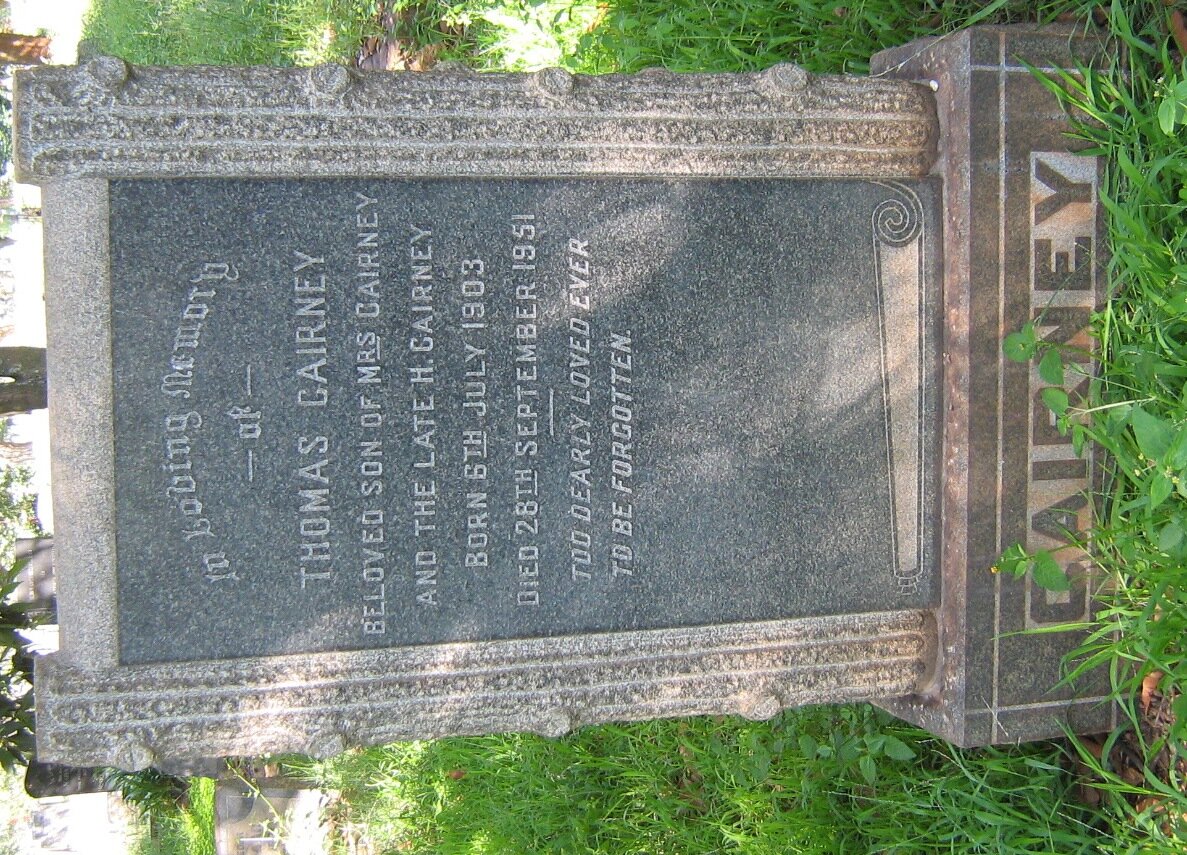 In Loving Memory
— of —
THOMAS CAIRNEY
BELOVED SON OF MRS CAIRNEY
AND THE LATE H. CAIRNEY
BORN 6TH JULY 1903
DIED 28TH SEPTEMBER 1951
TOO DEARLY LOVED EVER
TO BE FORGOTTEN.
CAIRNEY